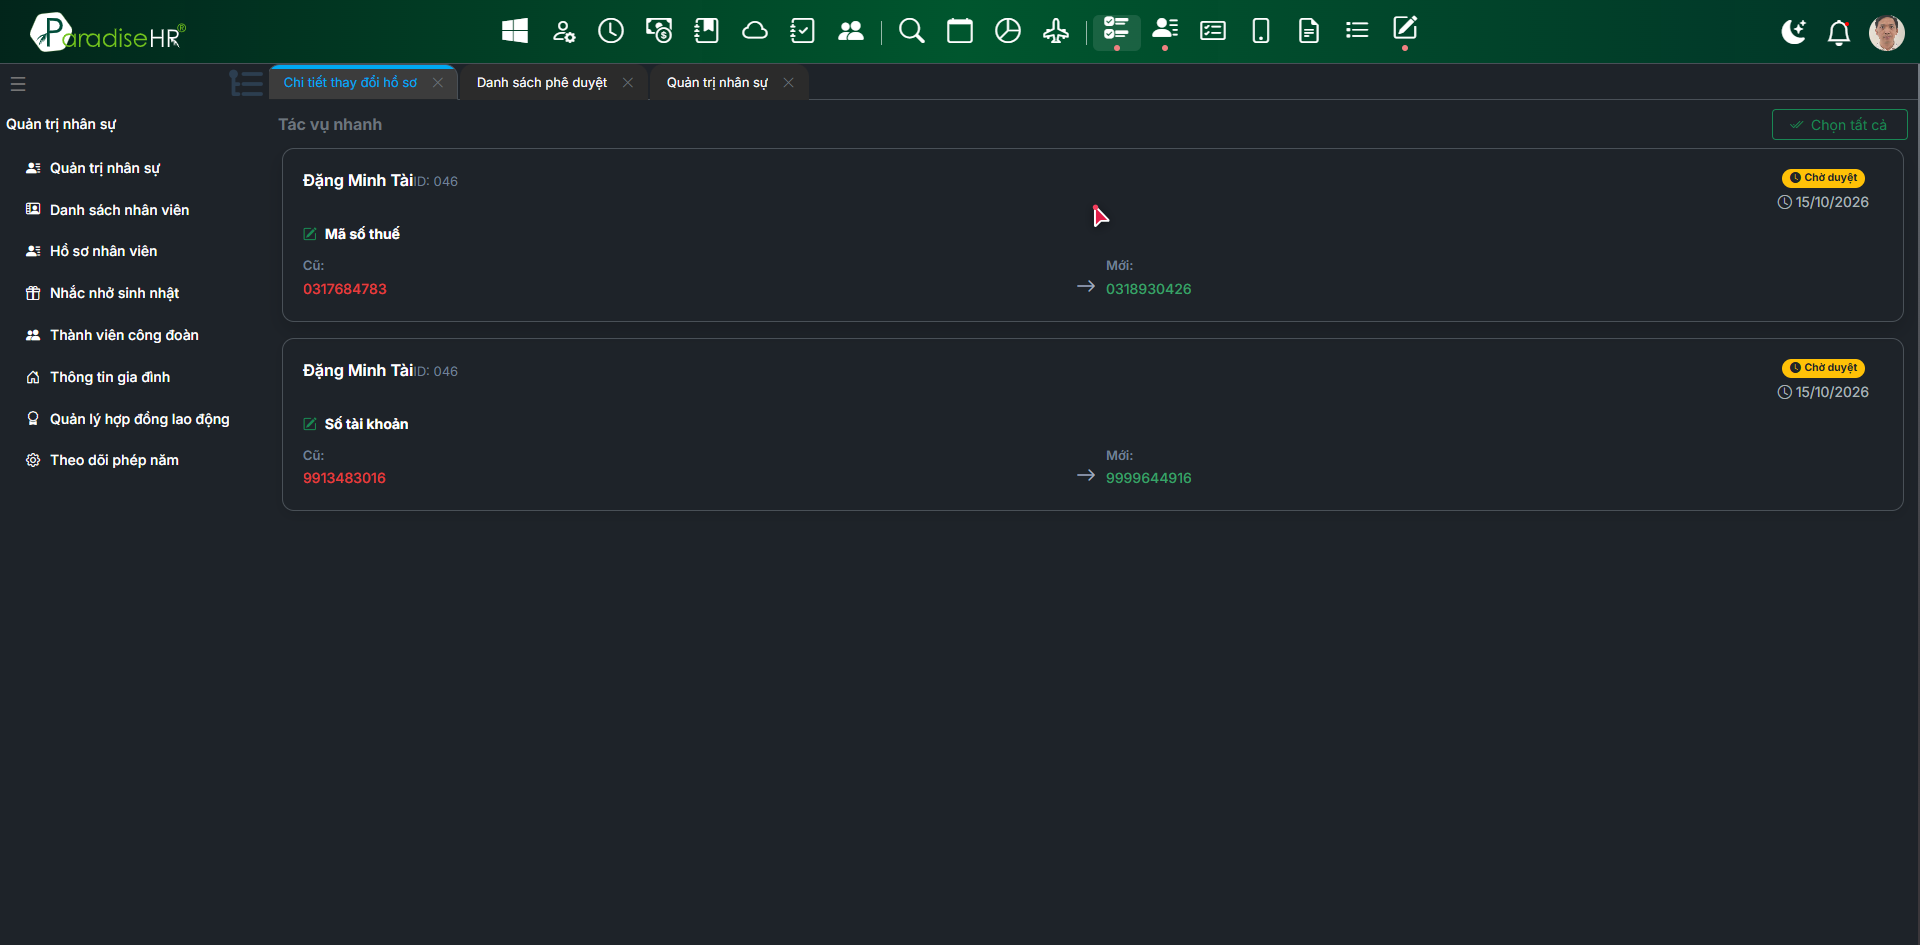 ParadiseHR®
Chi tiết thay đổi hồ sơ
Danh sách phê duyệt
Quản trị nhân sự
Quản trị nhân sự
Quản trị nhân sự
Danh sách nhân viên
Hồ sơ nhân viên
Nhắc nhở sinh nhật
Thành viên công đoàn
Thông tin gia đình
Quản lý hợp đồng lao động
Theo dõi phép năm
Tác vụ nhanh
Chọn tất cả
Đặng Minh Tài ID: 046
Chờ duyệt
15/10/2026
Mã số thuế
Cũ:
0317684783
Mới:
0318930426
Đặng Minh Tài ID: 046
Chờ duyệt
15/10/2026
Số tài khoản
Cũ:
9913483016
Mới:
9999644916